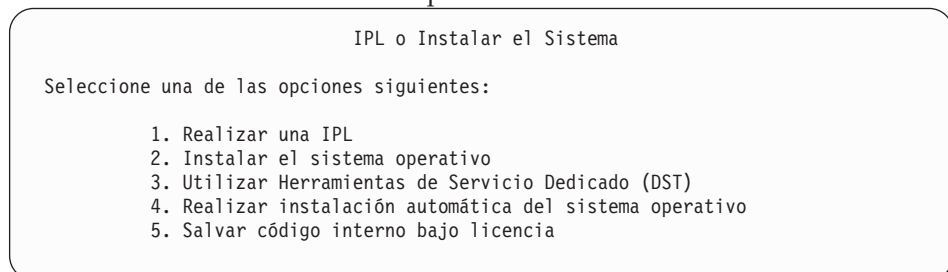 IPL o Instalar el Sistema
Seleccione una de las opciones siguientes:
1. Realizar una IPL
2. Instalar el sistema operativo
3. Utilizar Herramientas de Servicio Dedicado (DST)
4. Realizar instalación automática del sistema operativo
5. Salvar código interno bajo licencia